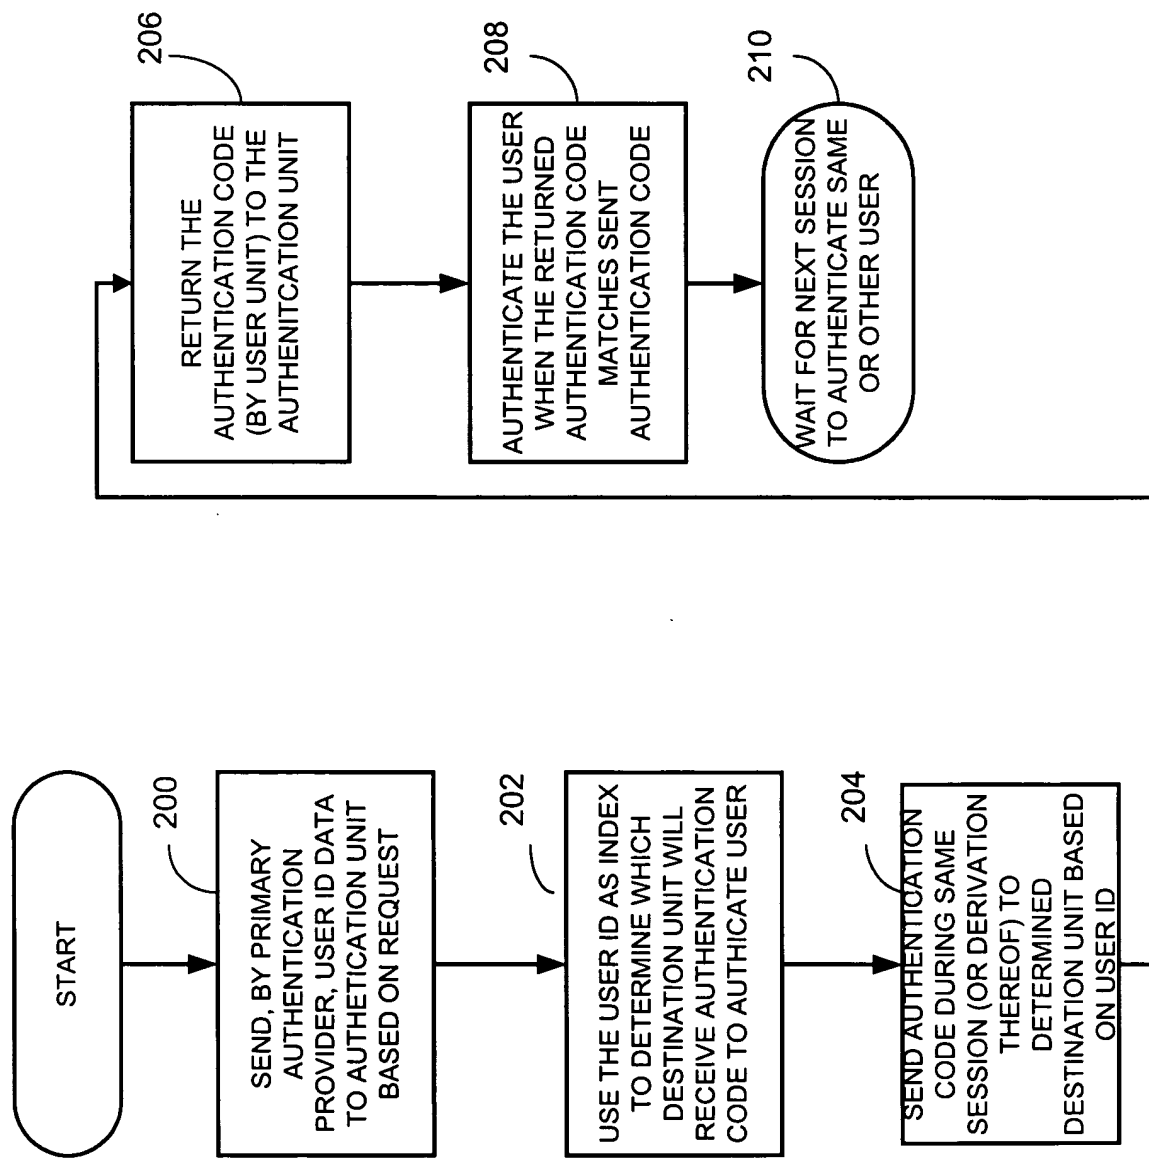 START
200
SEND, BY PRIMARY
AUTHENTICATION
PROVIDER, USER ID DATA
TO AUTHETICATION UNIT
BASED ON REQUEST
202
USE THE USER ID AS INDEX
TO DETERMINE WHICH
DESTINATION UNIT WILL
RECEIVE AUTHENTICATION
CODE TO AUTHICATE USER
204
SEND AUTHENTICATION
CODE DURING SAME
SESSION (OR DERIVATION
THEREOF) TO
DETERMINED
DESTINATION UNIT BASED
ON USER ID
206
RETURN THE
AUTHENTICATION CODE
(BY USER UNIT) TO THE
AUTHENITCATION UNIT
208
AUTHENTICATE THE USER
WHEN THE RETURNED
AUTHENTICATION CODE
MATCHES SENT
AUTHENTICATION CODE
210
WAIT FOR NEXT SESSION
TO AUTHENTICATE SAME
OR OTHER USER